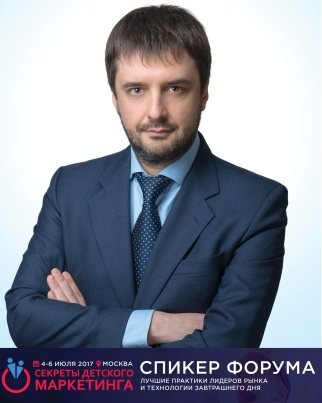 4-6 ИЮЛЯ 2017 МОСКВА
СЕКРЕТЫ ДЕТСКОГО
МАРКЕТИНГА
СПИКЕР ФОРУМА
ЛУЧШИЕ ПРАКТИКИ ЛИДЕРОВ РЫНКА
И ТЕХНОЛОГИИ ЗАВТРАШНЕГО ДНЯ